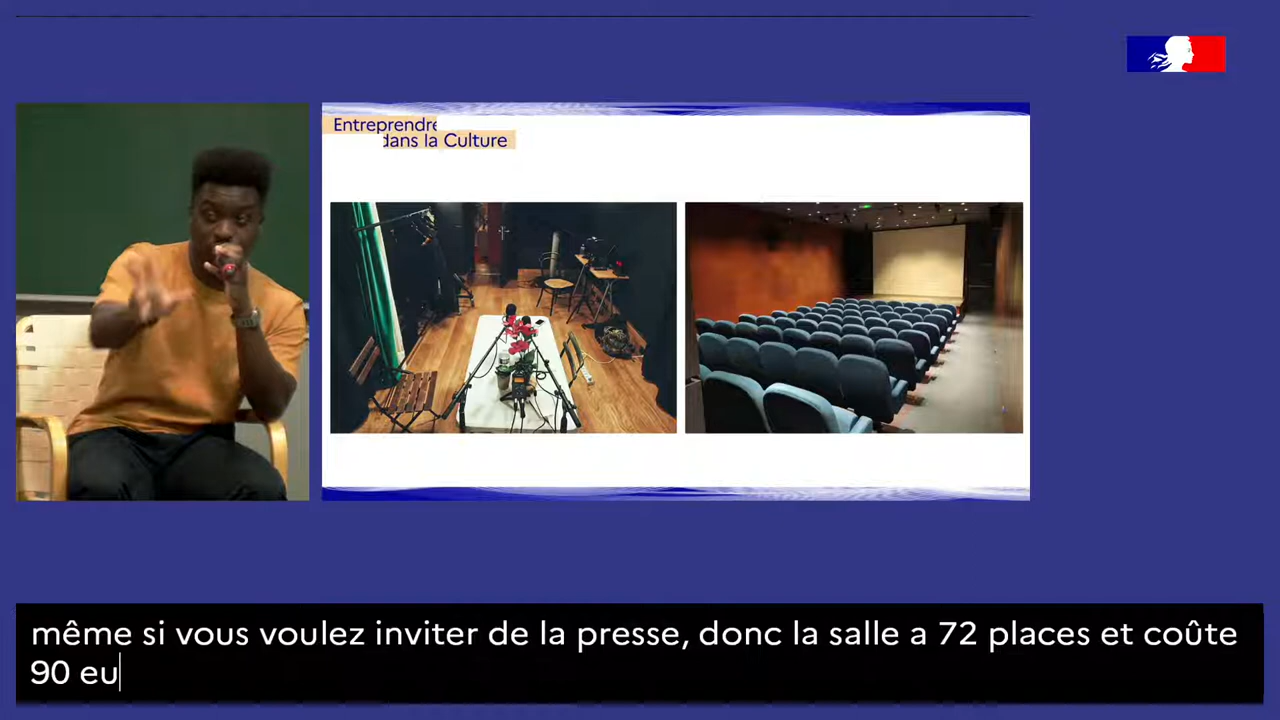 Entreprendre
dans la Culture
même si vous voulez inviter de la presse, donc la salle a 72 places et coûte
90 eu